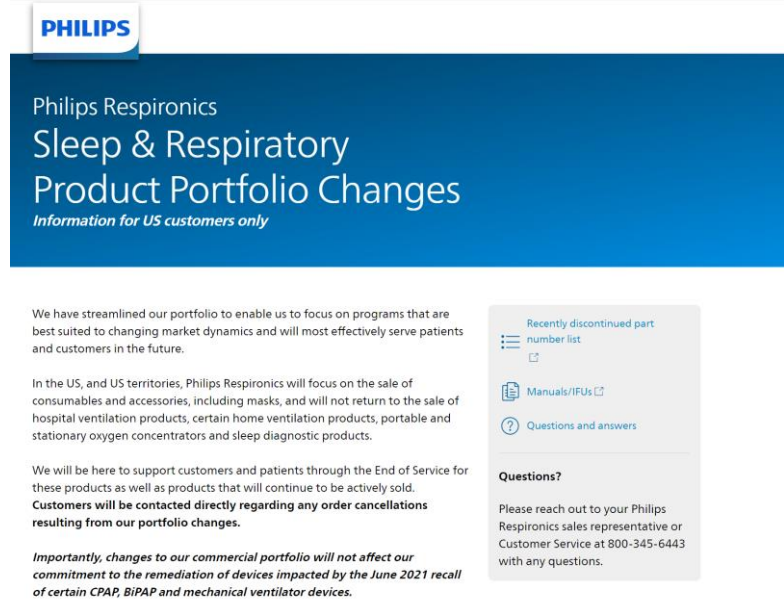 PHILIPS
Philips Respironics
Sleep & Respiratory
Product Portfolio Changes
Information for US customers only
We have streamlined our portfolio to enable us to focus on programs that are
best suited to changing market dynamics and will most effectively serve patients
and customers in the future.
In the US, and US territories, Philips Respironics will focus on the sale of
consumables and accessories, including masks, and will not return to the sale of
hospital ventilation products, certain home ventilation products, portable and
stationary oxygen concentrators and sleep diagnostic products.
We will be here to support customers and patients through the End of Service for
these products as well as products that will continue to be actively sold.
Customers will be contacted directly regarding any order cancellations
resulting from our portfolio changes.
Importantly, changes to our commercial portfolio will not affect our
commitment to the remediation of devices impacted by the June 2021 recall
of certain CPAP, BiPAP and mechanical ventilator devices.
Recently discontinued part
number list
Manuals/IFUs
Questions and answers
Questions?
Please reach out to your Philips
Respironics sales representative or
Customer Service at 800-345-6443
with any questions.